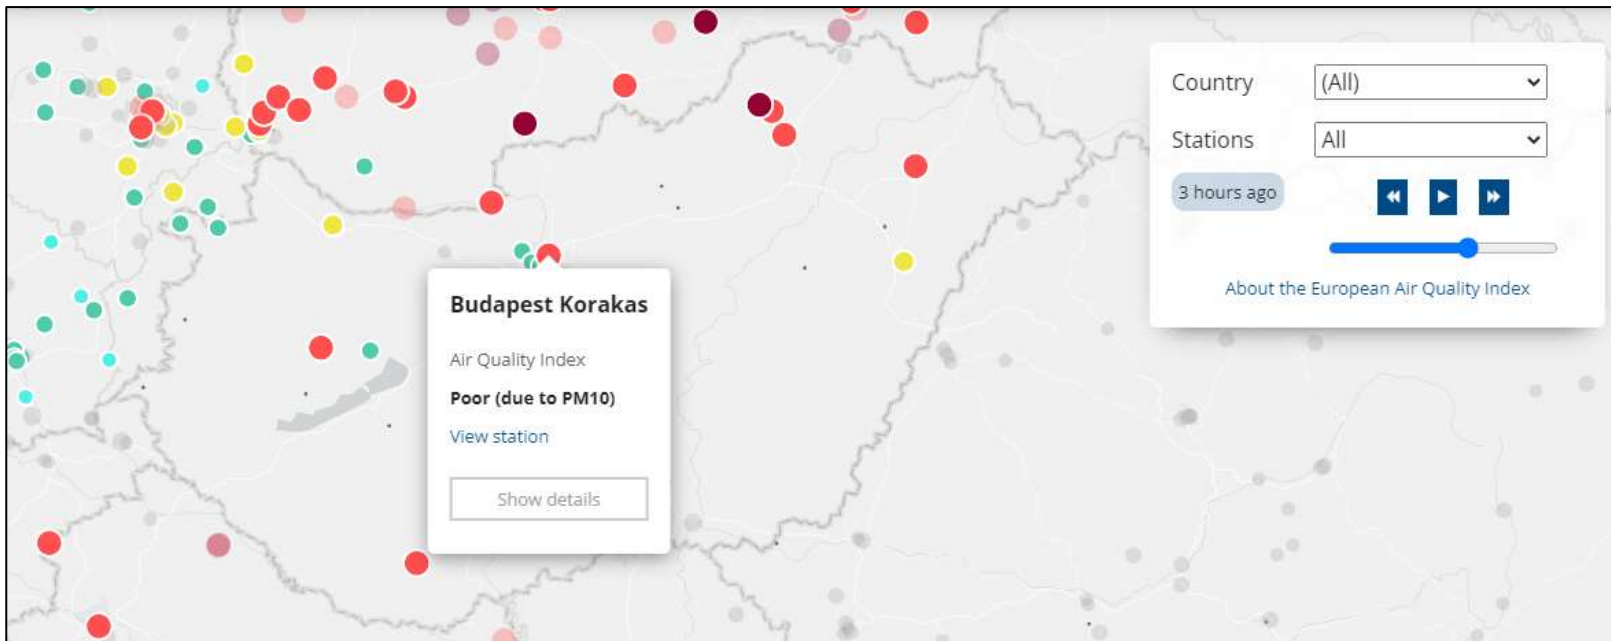 Country
(All)
Stations
All
3 hours ago
About the European Air Quality Index
Budapest Korakas
Air Quality Index
Poor (due to PM10)
View station
Show details